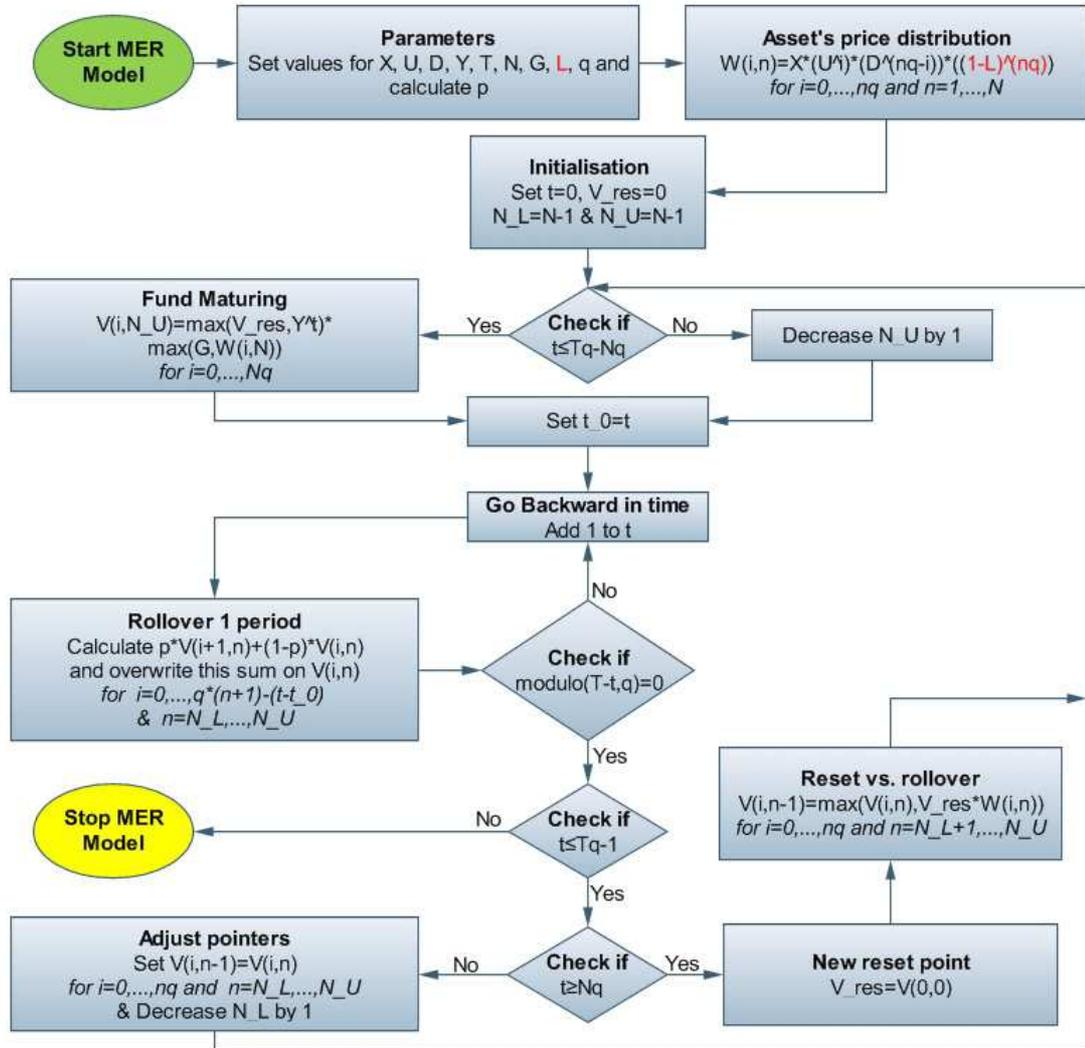 Start MER
Model
Parameters
Set values for X, U, D, Y, T, N, G, L, q and
calculate p
Asset's price distribution
W(i,n)=X*(U^i)*(D^(nq-i))*((1-L)^(nq))
for i=0,...,nq and n=1,...,N
Initialisation
Set t=0, V_res=0
N_L=N-1 & N_U=N-1
Fund Maturing
V(i,N_U)=max(V_res,Y^t)*
max(G,W(i,N))
for i=0,...,Nq
Yes
Check if
t≤Tq-Nq
No
Decrease N_U by 1
Set t_0=t
Go Backward in time
Add 1 to t
No
Rollover 1 period
Calculate p*V(i+1,n)+(1-p)*V(i,n)
and overwrite this sum on V(i,n)
for i=0,...,q*(n+1)-(t-t_0)
& n=N_L,...,N_U
Check if
modulo(T-t,q)=0
Yes
Reset vs. rollover
V(i,n-1)=max(V(i,n),V_res*W(i,n))
for i=0,...,nq and n=N_L+1,...,N_U
Stop MER
Model
No
Check if
t≤Tq-1
Yes
Adjust pointers
Set V(i,n-1)=V(i,n)
for i=0,...,nq and n=N_L,...,N_U
& Decrease N_L by 1
No
Check if
t≥Nq
Yes
New reset point
V_res=V(0,0)